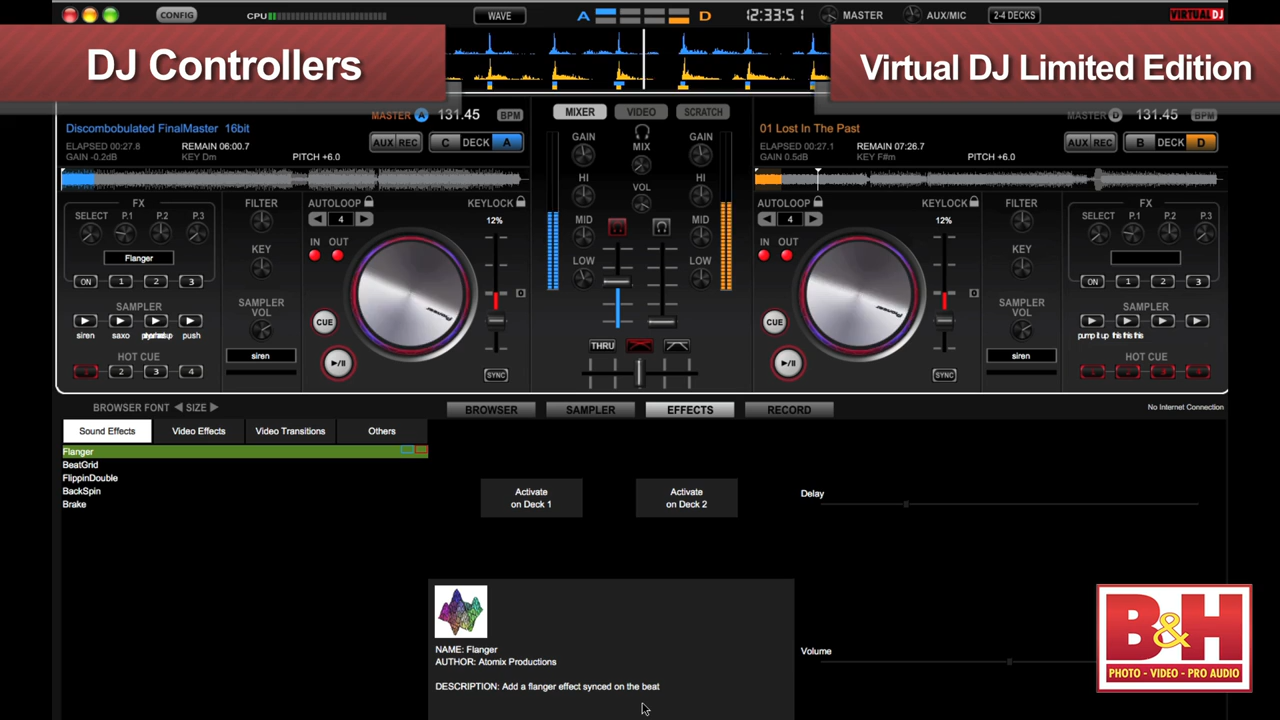 CONFIG
CPU
WAVE
A
D
12:33:51
MASTER
AUX/MIC
2-4 DECKS
VIRTUAL DJ
DJ Controllers
Virtual DJ Limited Edition
MASTER A 131.45 BPM
Discombobulated FinalMaster 16bit
ELAPSED 00:27.8 REMAIN 06:00.7
GAIN -0.2dB KEY Dm PITCH +6.0
AUX REC
C DECK A
MIXER VIDEO SCRATCH
MASTER D 131.45 BPM
01 Lost In The Past
ELAPSED 00:27.1 REMAIN 07:26.7
GAIN 0.5dB KEY F#m PITCH +6.0
AUX REC
B DECK D
FX
SELECT P.1 P.2 P.3
Flanger
ON 1 2 3
SAMPLER
siren saxo push
HOT CUE
1 2 3 4
FILTER
KEY
SAMPLER
VOL
siren
AUTOLOOP
4
IN OUT
CUE
KEYLOCK
12%
SYNC
GAIN
MIX
GAIN
HI
VOL
HI
MID
MID
LOW
LOW
THRU
AUTOLOOP
4
IN OUT
CUE
KEYLOCK
12%
SYNC
FILTER
KEY
SAMPLER
VOL
siren
FX
SELECT P.1 P.2 P.3
ON 1 2 3
SAMPLER
pump it up
HOT CUE
1 2 3 4
BROWSER FONT SIZE
BROWSER SAMPLER EFFECTS RECORD
No Internet Connection
Sound Effects Video Effects Video Transitions Others
Flanger
BeatGrid
FlippinDouble
BackSpin
Brake
Activate
on Deck 1
Activate
on Deck 2
Delay
Volume
NAME: Flanger
AUTHOR: Atomix Productions
DESCRIPTION: Add a flanger effect synced on the beat
B&H
PHOTO - VIDEO - PRO AUDIO